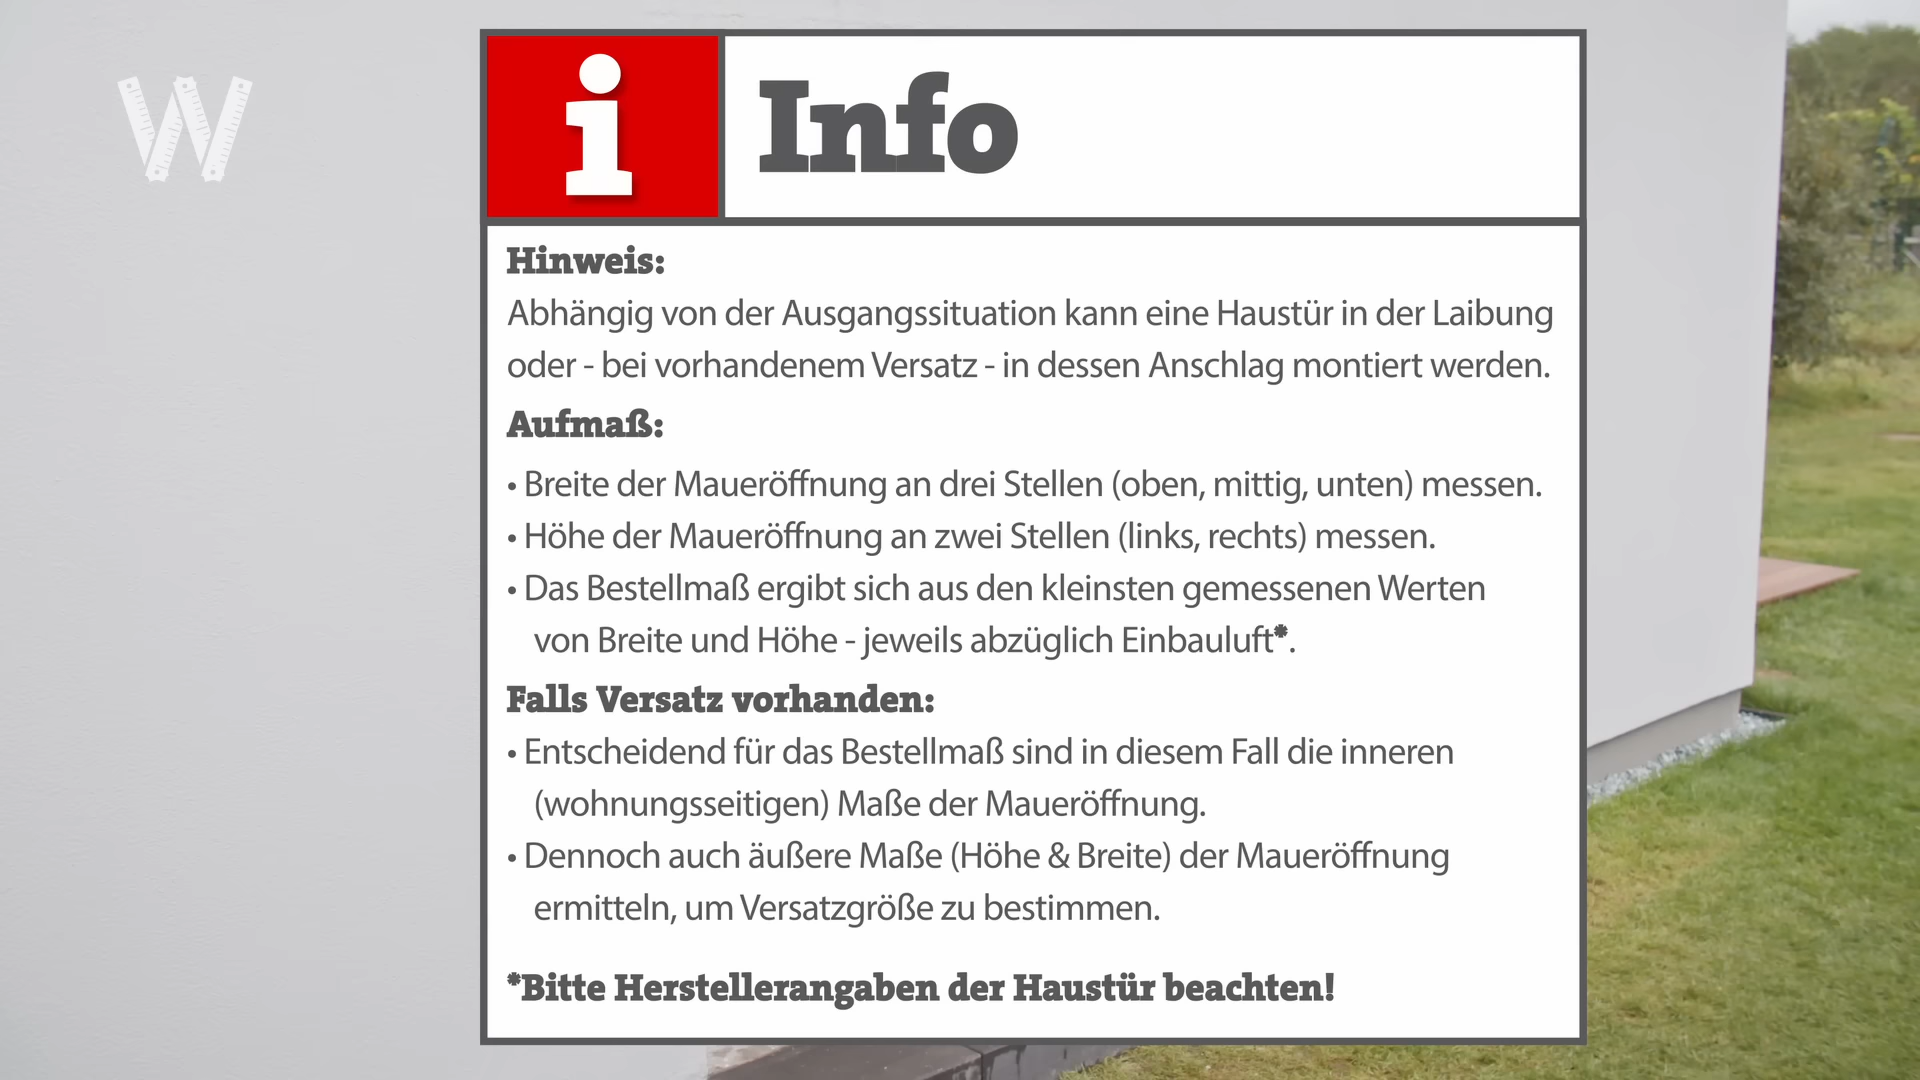 W
i
Info
Hinweis:
Abhängig von der Ausgangssituation kann eine Haustür in der Laibung
oder - bei vorhandenem Versatz - in dessen Anschlag montiert werden.
Aufmaß:
• Breite der Maueröffnung an drei Stellen (oben, mittig, unten) messen.
• Höhe der Maueröffnung an zwei Stellen (links, rechts) messen.
• Das Bestellmaß ergibt sich aus den kleinsten gemessenen Werten
von Breite und Höhe - jeweils abzüglich Einbauluft*.
Falls Versatz vorhanden:
• Entscheidend für das Bestellmaß sind in diesem Fall die inneren
(wohnungsseitigen) Maße der Maueröffnung.
• Dennoch auch äußere Maße (Höhe & Breite) der Maueröffnung
ermitteln, um Versatzgröße zu bestimmen.
*Bitte Herstellerangaben der Haustür beachten!